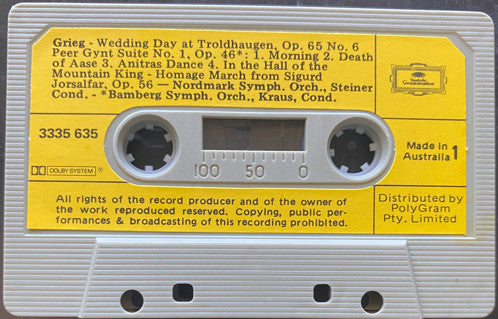 Grieg - Wedding Day at Troldhaugen, Op. 65 No. 6
Peer Gynt Suite No. 1, Op. 46*: 1. Morning 2. Death
of Aase 3. Anitras Dance 4. In the Hall of the
Mountain King - Homage March from Sigurd
Jorsalfar, Op. 56 — Nordmark Symph. Orch., Steiner
Cond. - *Bamberg Symph. Orch., Kraus, Cond.
Deutsche
Grammophon
3335 635
Made in
Australia 1
100 50 0
DOLBY SYSTEM ®
All rights of the record producer and of the owner of
the work reproduced reserved. Copying, public per-
formances & broadcasting of this recording prohibited.
Distributed by
PolyGram
Pty. Limited